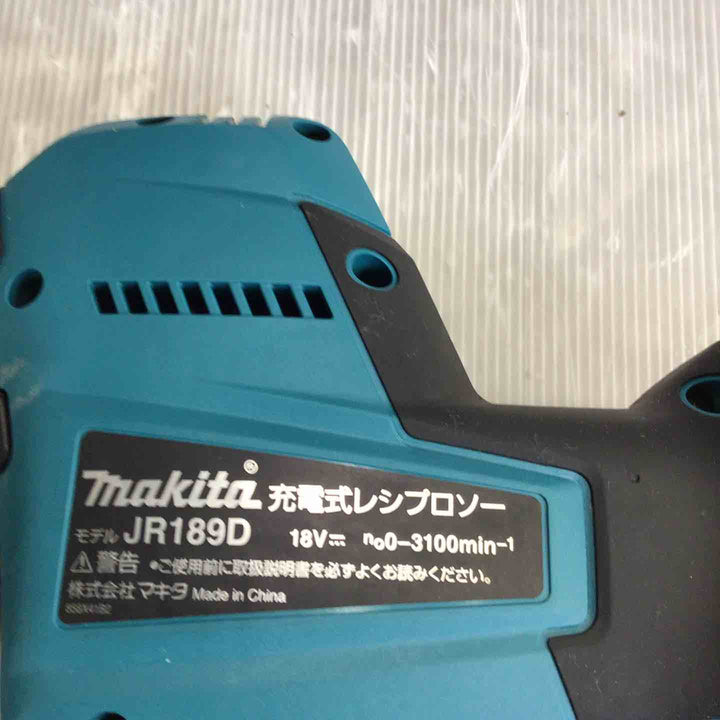 makita® 充電式レシプロソー
モデル JR189D 18V⎓ n₀0-3100min-1
⚠警告 •ご使用前に取扱説明書を必ずよくお読みください。
株式会社 マキタ Made in China